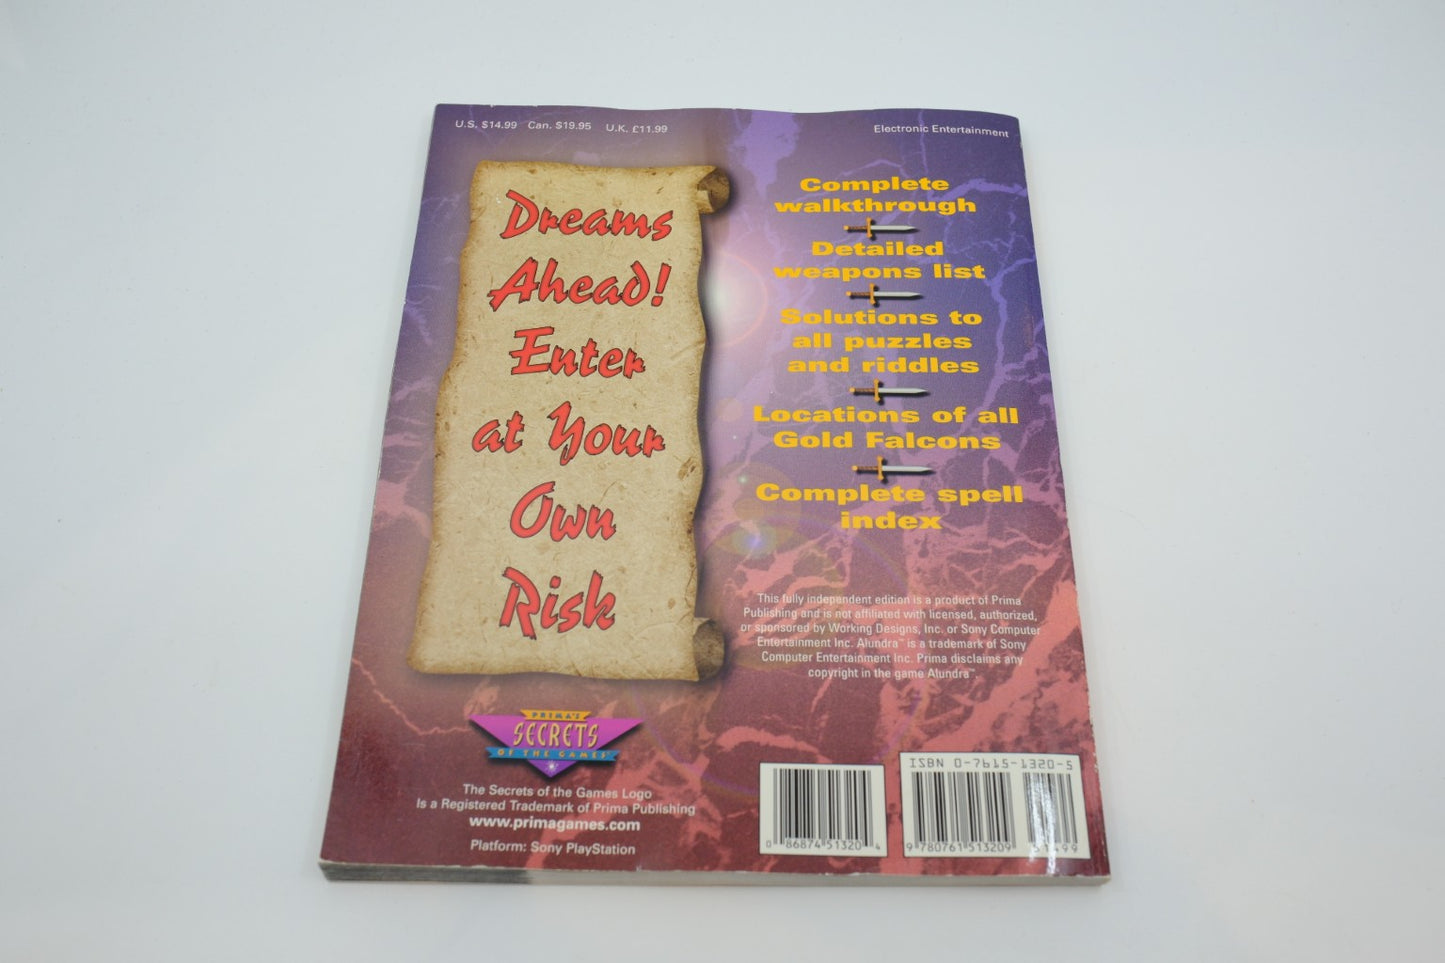 U.S. $14.99 Can. $19.95 U.K. £11.99
Electronic Entertainment
Dreams
Ahead!
Enter
at Your
Own
Risk
Complete
walkthrough
Detailed
weapons list
Solutions to
all puzzles
and riddles
Locations of all
Gold Falcons
Complete spell
index
This fully independent edition is a product of Prima
Publishing and is not affiliated with licensed, authorized,
or sponsored by Working Designs, Inc. or Sony Computer
Entertainment Inc. Alundra™ is a trademark of Sony
Computer Entertainment Inc. Prima disclaims any
copyright in the game Alundra™.
PRIMA'S
SECRETS
OF THE GAMES
The Secrets of the Games Logo
Is a Registered Trademark of Prima Publishing
www.primagames.com
Platform: Sony PlayStation
0 86874 51320 4
ISBN 0-7615-1320-5
9 780761 513209